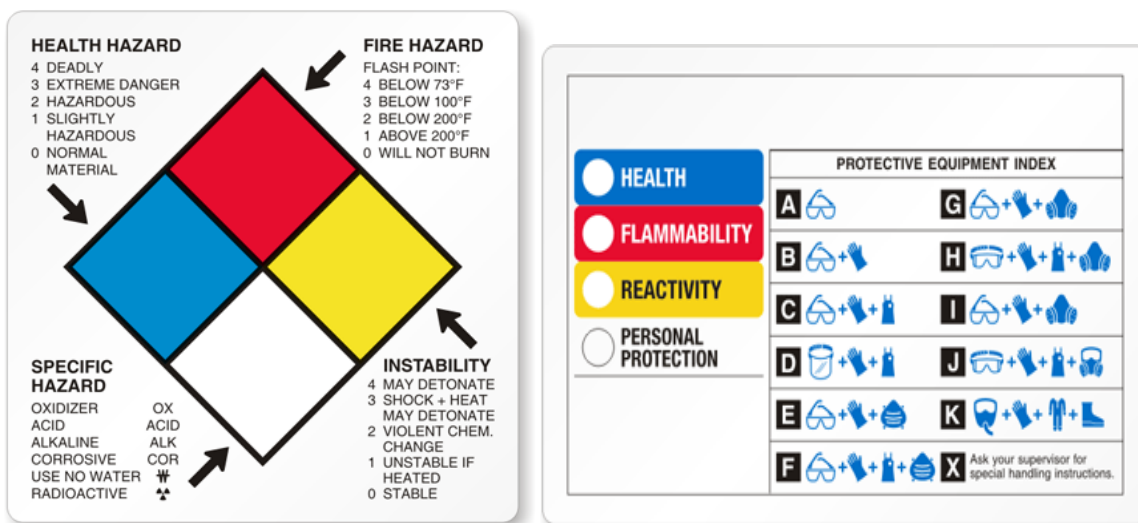 HEALTH HAZARD
4 DEADLY
3 EXTREME DANGER
2 HAZARDOUS
1 SLIGHTLY
HAZARDOUS
0 NORMAL
MATERIAL
FIRE HAZARD
FLASH POINT:
4 BELOW 73°F
3 BELOW 100°F
2 BELOW 200°F
1 ABOVE 200°F
0 WILL NOT BURN
SPECIFIC
HAZARD
OXIDIZER OX
ACID ACID
ALKALINE ALK
CORROSIVE COR
USE NO WATER W
RADIOACTIVE
INSTABILITY
4 MAY DETONATE
3 SHOCK + HEAT
MAY DETONATE
2 VIOLENT CHEM.
CHANGE
1 UNSTABLE IF
HEATED
0 STABLE
HEALTH
FLAMMABILITY
REACTIVITY
PERSONAL
PROTECTION
PROTECTIVE EQUIPMENT INDEX
A
G + +
B +
H + + +
C + +
I + +
D + +
J + + +
E + +
K + + +
F + + +
X Ask your supervisor for
special handling instructions.